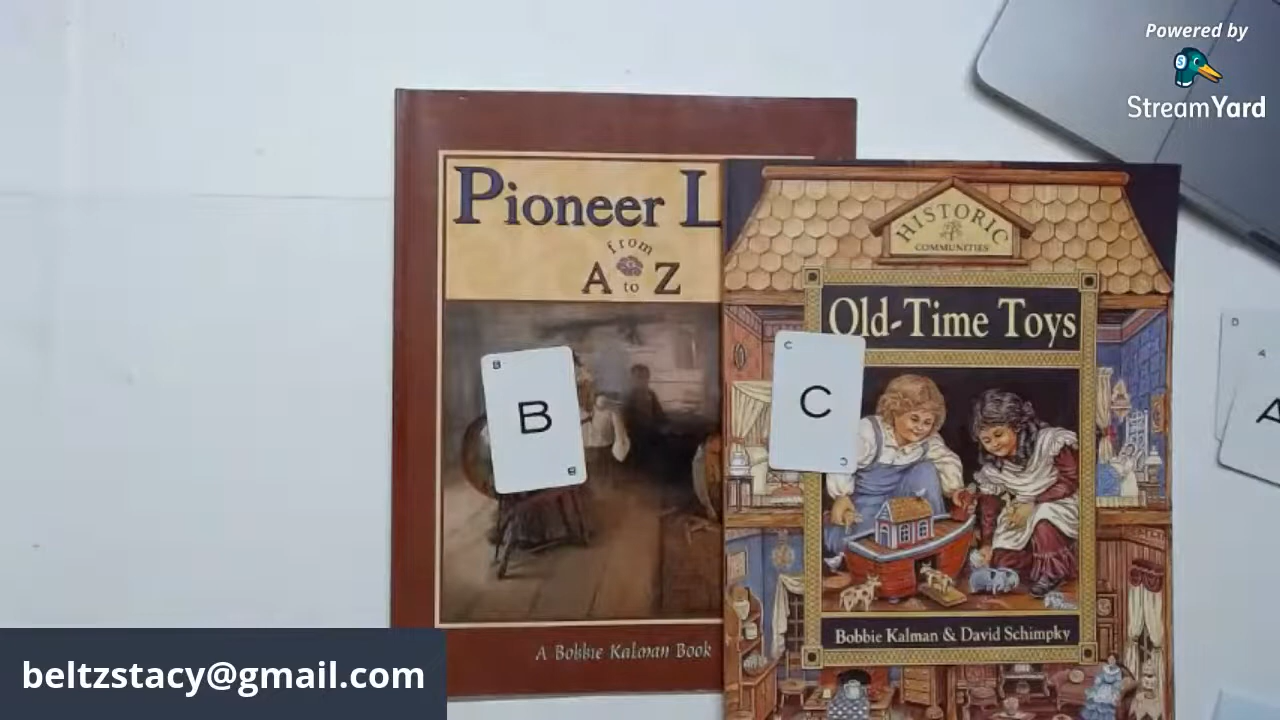 Powered by
StreamYard
Pioneer L
from
A to Z
B
B
B
A Bobbie Kalman Book
HISTORIC
COMMUNITIES
Old-Time Toys
C
C
C
Bobbie Kalman & David Schimpky
D
A
A
beltzstacy@gmail.com